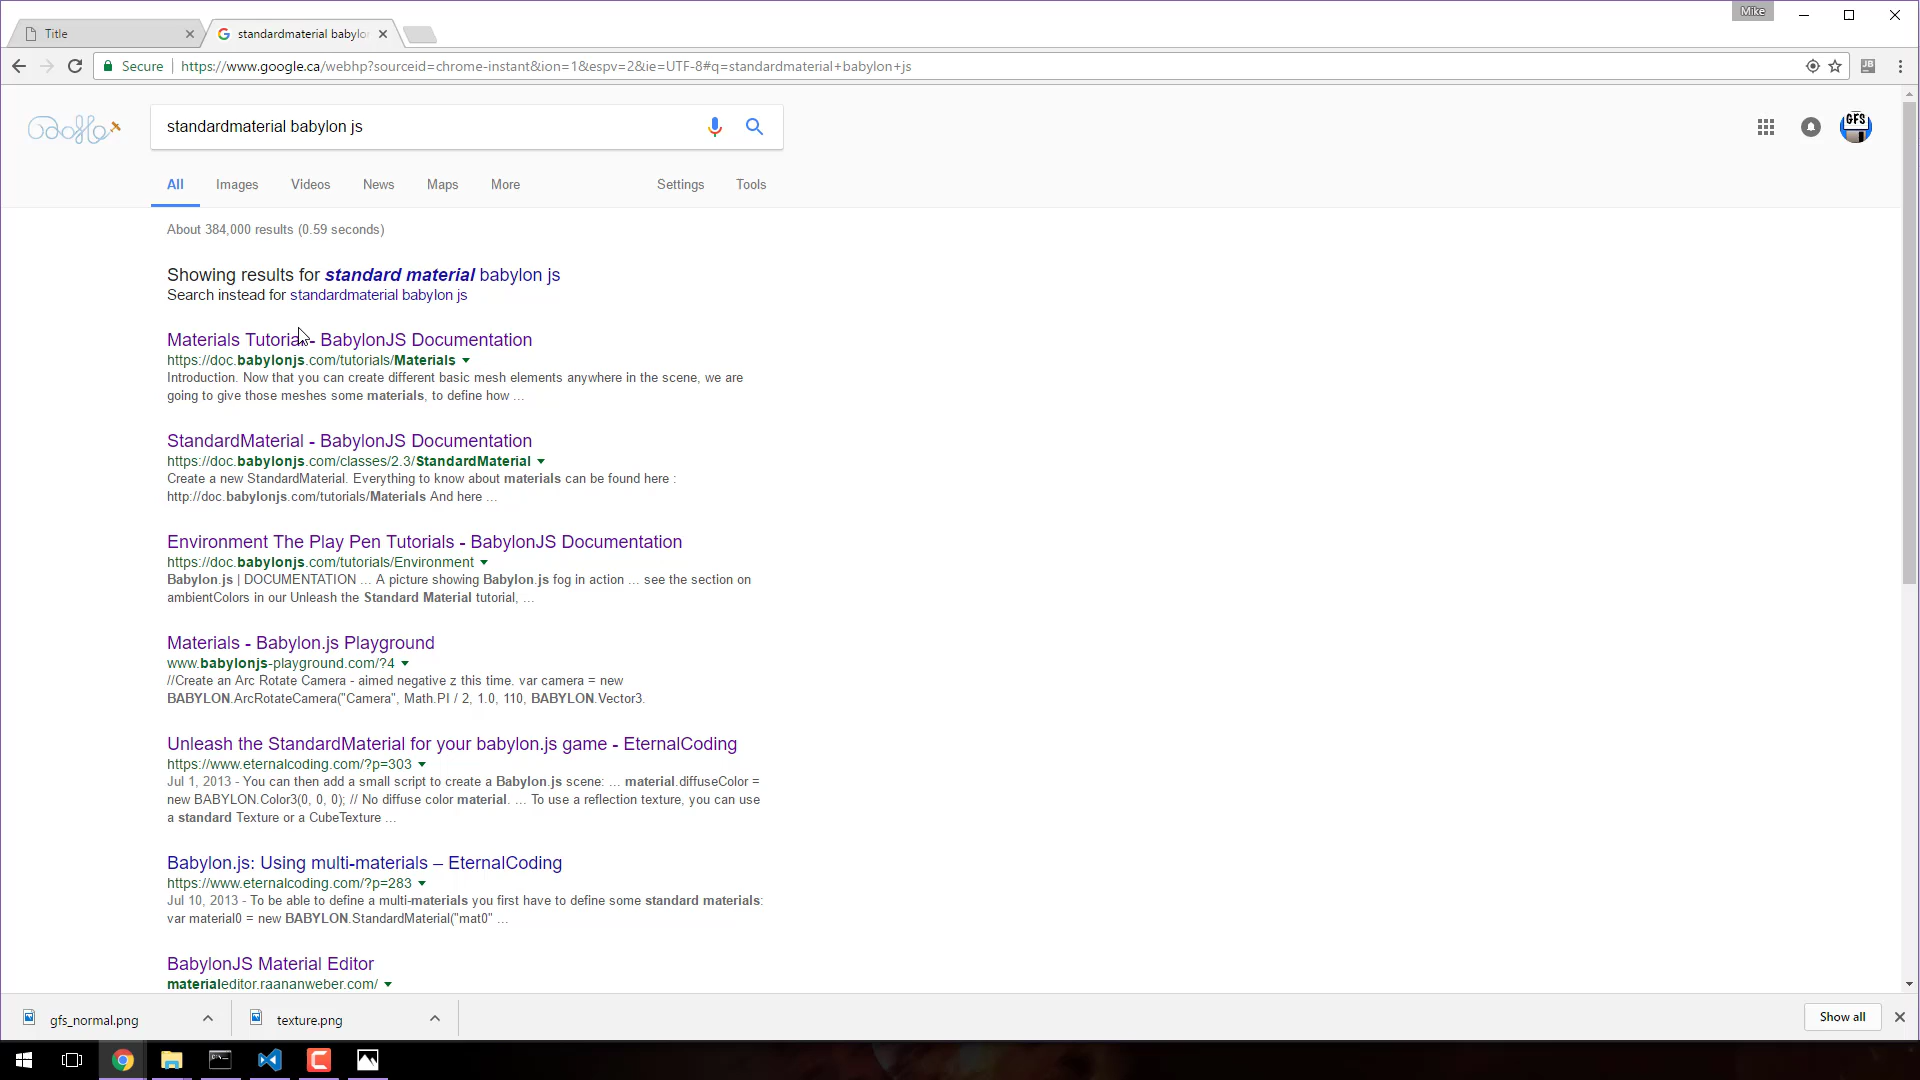 Mike
Title
standardmaterial babylo
Secure
https://www.google.ca/webhp?sourceid=chrome-instant&ion=1&espv=2&ie=UTF-8#q=standardmaterial+babylon+js
JB
standardmaterial babylon js
GFS
All
Images
Videos
News
Maps
More
Settings
Tools
About 384,000 results (0.59 seconds)
Showing results for standard material babylon js
Search instead for standardmaterial babylon js
Materials Tutorial - BabylonJS Documentation
https://doc.babylonjs.com/tutorials/Materials
Introduction. Now that you can create different basic mesh elements anywhere in the scene, we are
going to give those meshes some materials, to define how ...
StandardMaterial - BabylonJS Documentation
https://doc.babylonjs.com/classes/2.3/StandardMaterial
Create a new StandardMaterial. Everything to know about materials can be found here :
http://doc.babylonjs.com/tutorials/Materials And here ...
Environment The Play Pen Tutorials - BabylonJS Documentation
https://doc.babylonjs.com/tutorials/Environment
Babylon.js | DOCUMENTATION ... A picture showing Babylon.js fog in action ... see the section on
ambientColors in our Unleash the Standard Material tutorial, ...
Materials - Babylon.js Playground
www.babylonjs-playground.com/?4
//Create an Arc Rotate Camera - aimed negative z this time. var camera = new
BABYLON.ArcRotateCamera("Camera", Math.PI / 2, 1.0, 110, BABYLON.Vector3.
Unleash the StandardMaterial for your babylon.js game - EternalCoding
https://www.eternalcoding.com/?p=303
Jul 1, 2013 - You can then add a small script to create a Babylon.js scene: ... material.diffuseColor =
new BABYLON.Color3(0, 0, 0); // No diffuse color material. ... To use a reflection texture, you can use
a standard Texture or a CubeTexture ...
Babylon.js: Using multi-materials – EternalCoding
https://www.eternalcoding.com/?p=283
Jul 10, 2013 - To be able to define a multi-materials you first have to define some standard materials:
var material0 = new BABYLON.StandardMaterial("mat0" ...
BabylonJS Material Editor
materialeditor.raananweber.com/
gfs_normal.png
texture.png
Show all